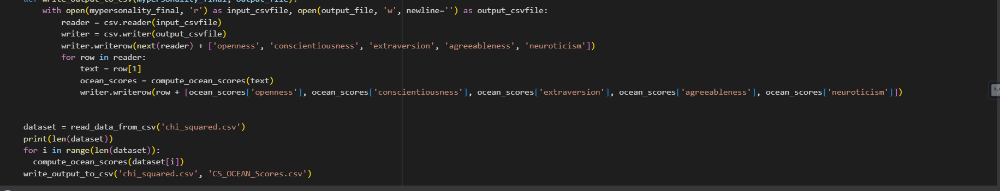 def write_output_to_csv(mypersonality_final, output_file):
    with open(mypersonality_final, 'r') as input_csvfile, open(output_file, 'w', newline='') as output_csvfile:
        reader = csv.reader(input_csvfile)
        writer = csv.writer(output_csvfile)
        writer.writerow(next(reader) + ['openness', 'conscientiousness', 'extraversion', 'agreeableness', 'neuroticism'])
        for row in reader:
            text = row[1]
            ocean_scores = compute_ocean_scores(text)
            writer.writerow(row + [ocean_scores['openness'], ocean_scores['conscientiousness'], ocean_scores['extraversion'], ocean_scores['agreeableness'], ocean_scores['neuroticism']])
dataset = read_data_from_csv('chi_squared.csv')
print(len(dataset))
for i in range(len(dataset)):
  compute_ocean_scores(dataset[i])
write_output_to_csv('chi_squared.csv', 'CS_OCEAN_Scores.csv')